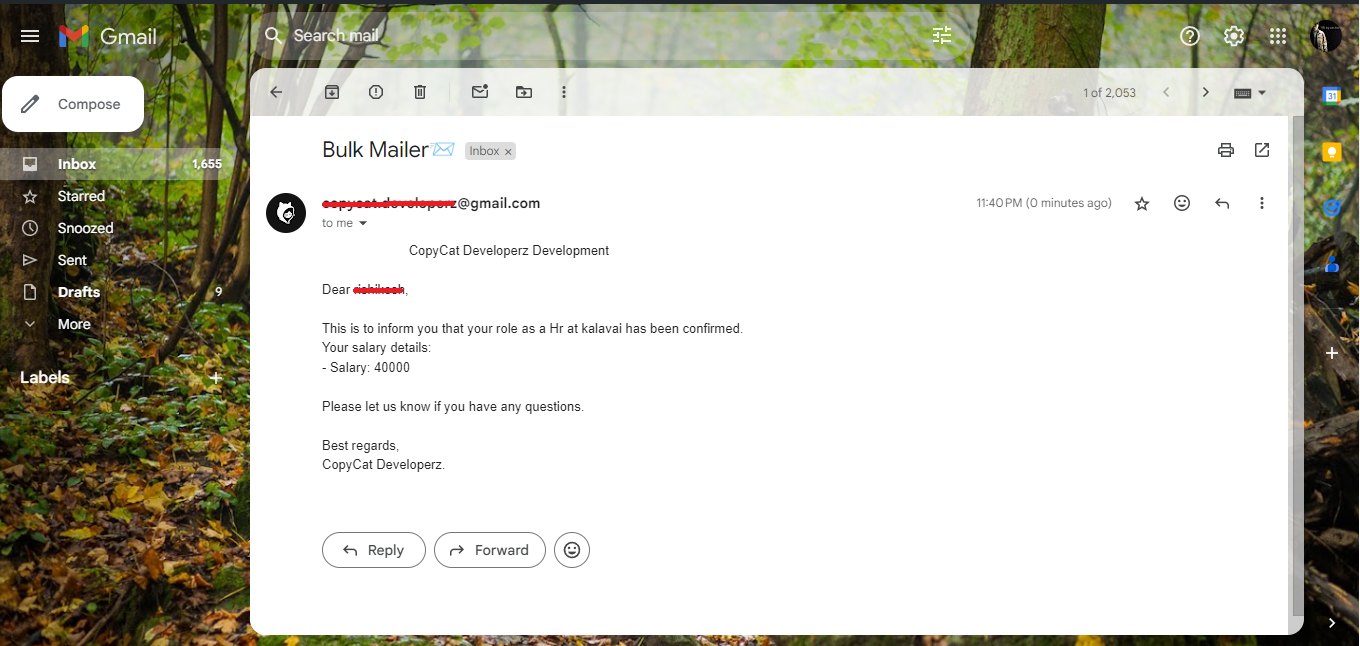 Gmail
Search mail
Compose
1 of 2,053
Inbox 1,655
Starred
Snoozed
Sent
Drafts 9
More
Labels
Bulk Mailer📨 Inbox ×
@gmail.com 11:40 PM (0 minutes ago)
to me
CopyCat Developerz Development
Dear ,
This is to inform you that your role as a Hr at kalavai has been confirmed.
Your salary details:
- Salary: 40000
Please let us know if you have any questions.
Best regards,
CopyCat Developerz.
Reply
Forward
31